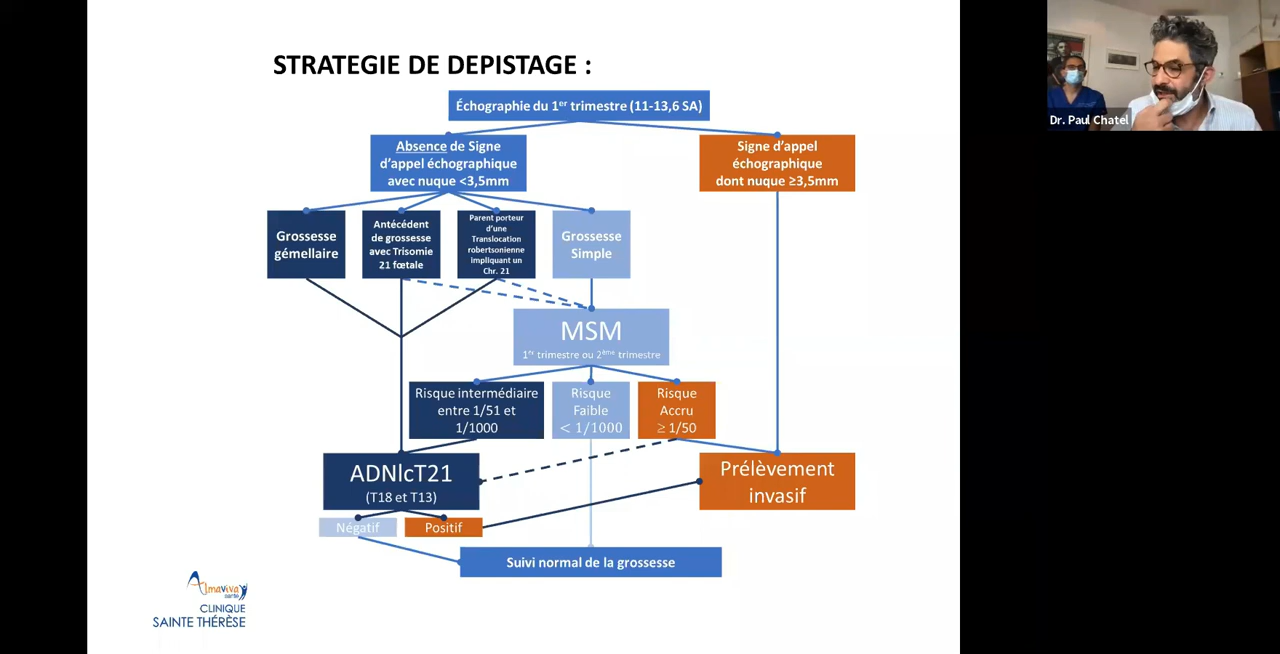 STRATEGIE DE DEPISTAGE :
Échographie du 1er trimestre (11-13,6 SA)
Absence de Signe
d'appel échographique
avec nuque <3,5mm
Signe d'appel
échographique
dont nuque ≥3,5mm
Grossesse
gémellaire
Antécédent
de grossesse
avec Trisomie
21 fœtale
Parent porteur
d'une
Translocation
robertsonienne
impliquant un
Chr. 21
Grossesse
Simple
MSM
1er trimestre ou 2ème trimestre
Risque intermédiaire
entre 1/51 et
1/1000
Risque
Faible
< 1/1000
Risque
Accru
≥ 1/50
ADNlcT21
(T18 et T13)
Prélèvement
invasif
Négatif
Positif
Suivi normal de la grossesse
Almaviva
santé
CLINIQUE
SAINTE THÉRÈSE
Dr. Paul Chatel